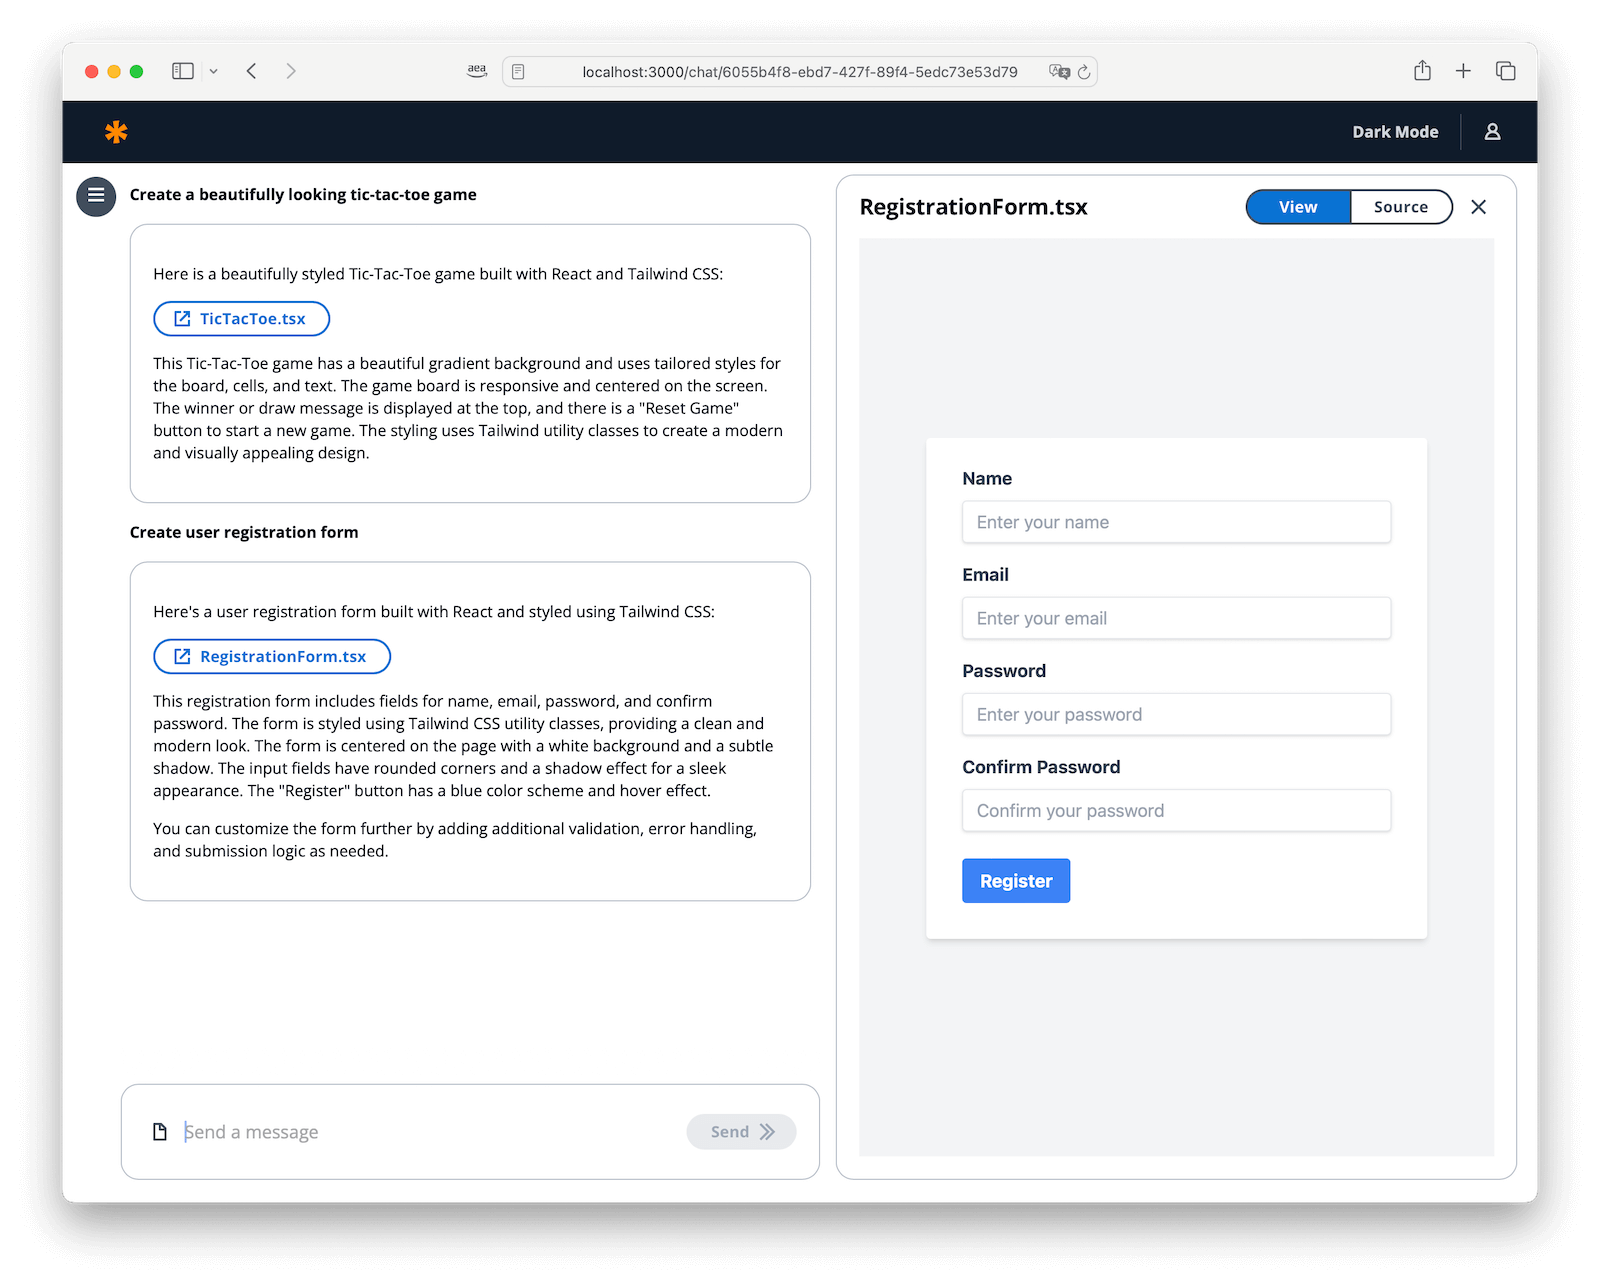 aea
localhost:3000/chat/6055b4f8-ebd7-427f-89f4-5edc73e53d79
Dark Mode
Create a beautifully looking tic-tac-toe game
Here is a beautifully styled Tic-Tac-Toe game built with React and Tailwind CSS:
TicTacToe.tsx
This Tic-Tac-Toe game has a beautiful gradient background and uses tailored styles for
the board, cells, and text. The game board is responsive and centered on the screen.
The winner or draw message is displayed at the top, and there is a "Reset Game"
button to start a new game. The styling uses Tailwind utility classes to create a modern
and visually appealing design.
Create user registration form
Here's a user registration form built with React and styled using Tailwind CSS:
RegistrationForm.tsx
This registration form includes fields for name, email, password, and confirm
password. The form is styled using Tailwind CSS utility classes, providing a clean and
modern look. The form is centered on the page with a white background and a subtle
shadow. The input fields have rounded corners and a shadow effect for a sleek
appearance. The "Register" button has a blue color scheme and hover effect.
You can customize the form further by adding additional validation, error handling,
and submission logic as needed.
Send a message
Send
RegistrationForm.tsx
View
Source
Name
Enter your name
Email
Enter your email
Password
Enter your password
Confirm Password
Confirm your password
Register